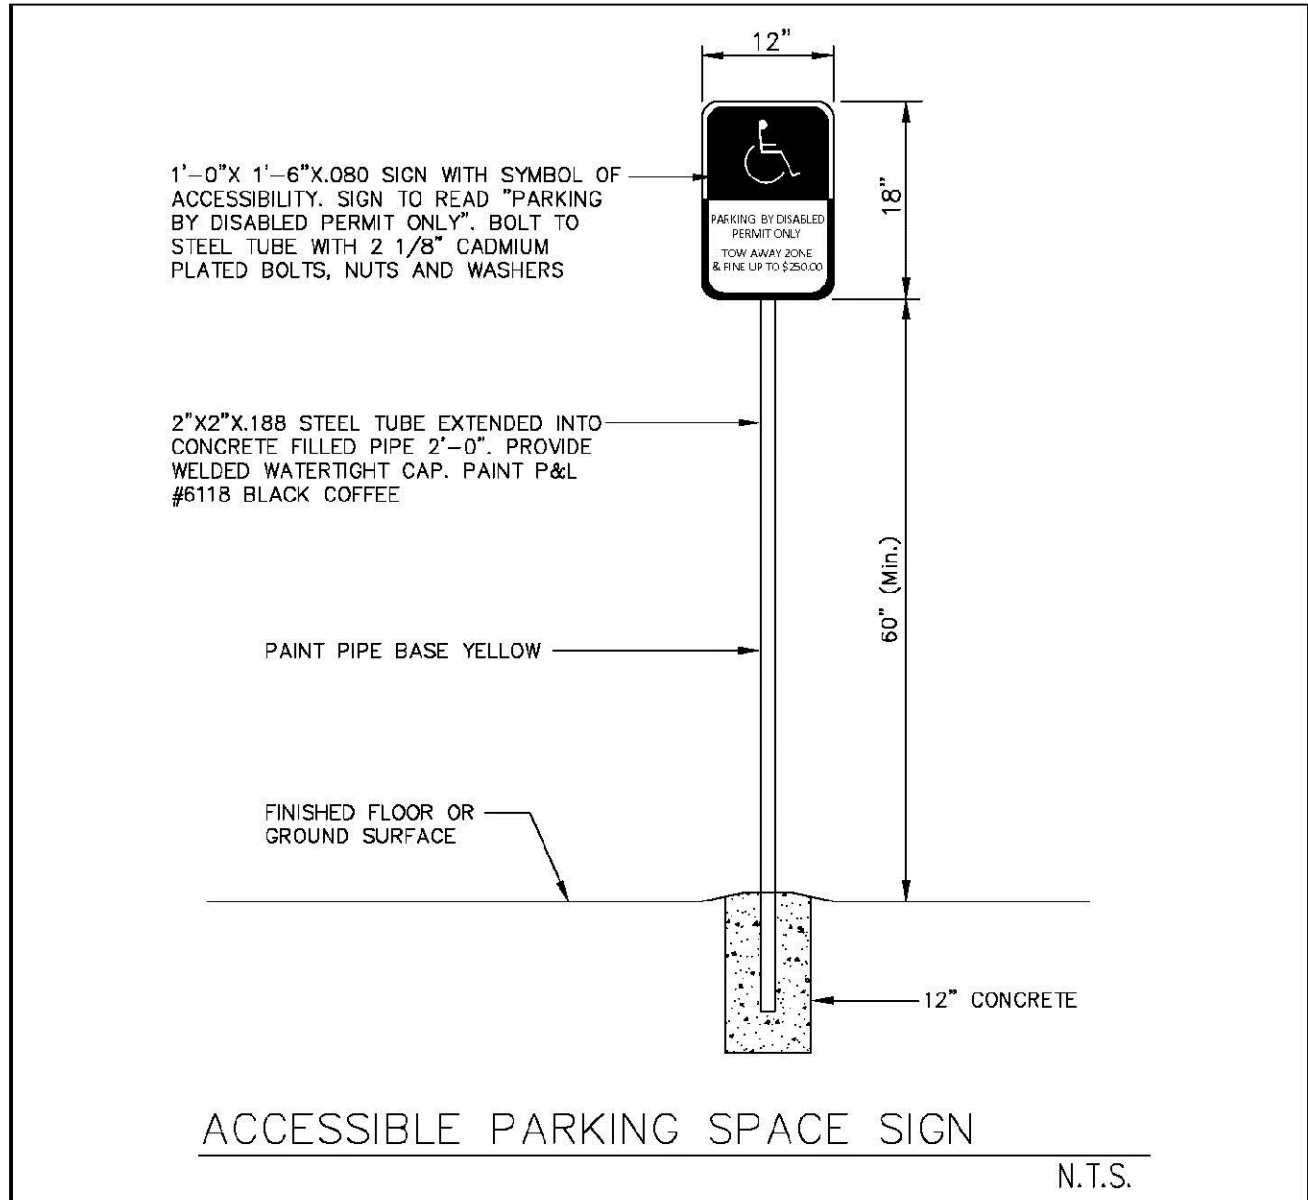 12"
1'-0"X 1'-6"X.080 SIGN WITH SYMBOL OF
ACCESSIBILITY. SIGN TO READ "PARKING
BY DISABLED PERMIT ONLY". BOLT TO
STEEL TUBE WITH 2 1/8" CADMIUM
PLATED BOLTS, NUTS AND WASHERS
18"
PARKING BY DISABLED
PERMIT ONLY
TOW AWAY ZONE
& FINE UP TO $250.00
2"X2"X.188 STEEL TUBE EXTENDED INTO
CONCRETE FILLED PIPE 2'-0". PROVIDE
WELDED WATERTIGHT CAP. PAINT P&L
#6118 BLACK COFFEE
60" (Min.)
PAINT PIPE BASE YELLOW
FINISHED FLOOR OR
GROUND SURFACE
12" CONCRETE
ACCESSIBLE PARKING SPACE SIGN
N.T.S.